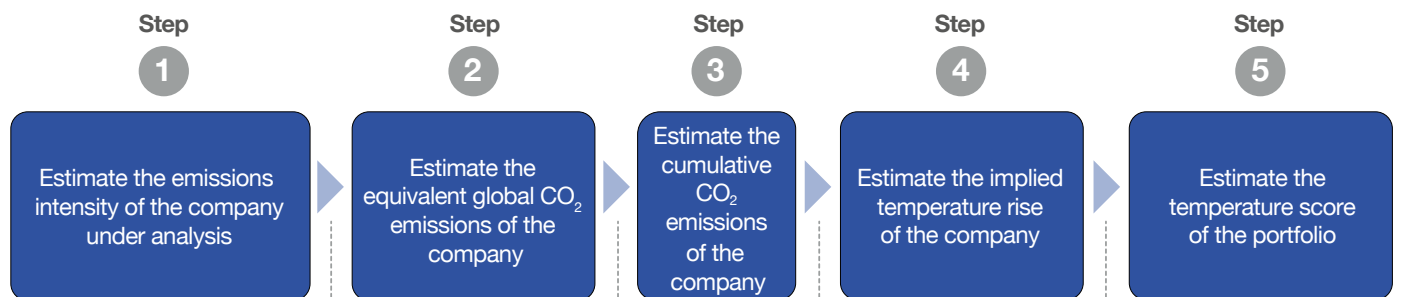 Step
1
Estimate the emissions
intensity of the company
under analysis
Step
2
Estimate the
equivalent global CO₂
emissions of the
company
Step
3
Estimate the
cumulative
CO₂
emissions
of the
company
Step
4
Estimate the implied
temperature rise
of the company
Step
5
Estimate the
temperature score
of the portfolio